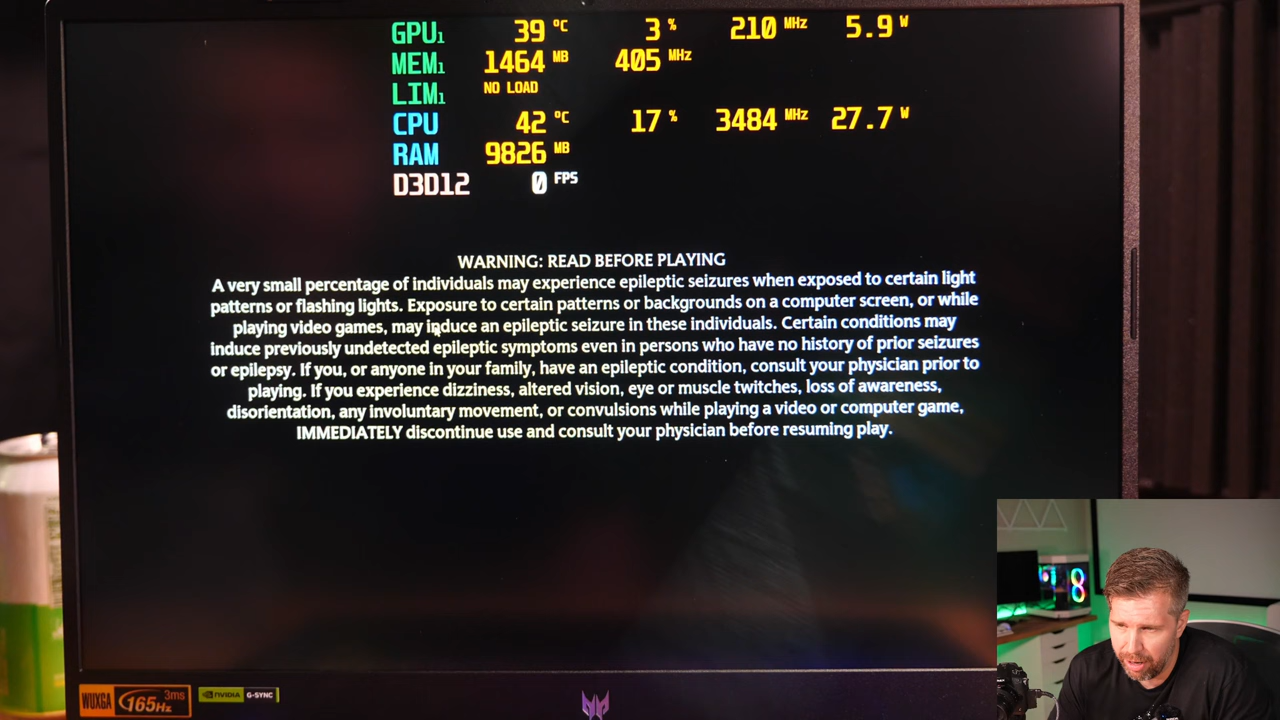 GPU1 39 °C 3 % 210 MHz 5.9 W
MEM1 1464 MB 405 MHz
LIM1 NO LOAD
CPU 42 °C 17 % 3484 MHz 27.7 W
RAM 9826 MB
D3D12 0 FPS
WARNING: READ BEFORE PLAYING
A very small percentage of individuals may experience epileptic seizures when exposed to certain light
patterns or flashing lights. Exposure to certain patterns or backgrounds on a computer screen, or while
playing video games, may induce an epileptic seizure in these individuals. Certain conditions may
induce previously undetected epileptic symptoms even in persons who have no history of prior seizures
or epilepsy. If you, or anyone in your family, have an epileptic condition, consult your physician prior to
playing. If you experience dizziness, altered vision, eye or muscle twitches, loss of awareness,
disorientation, any involuntary movement, or convulsions while playing a video or computer game,
IMMEDIATELY discontinue use and consult your physician before resuming play.
WUXGA 165Hz 3ms
NVIDIA G-SYNC